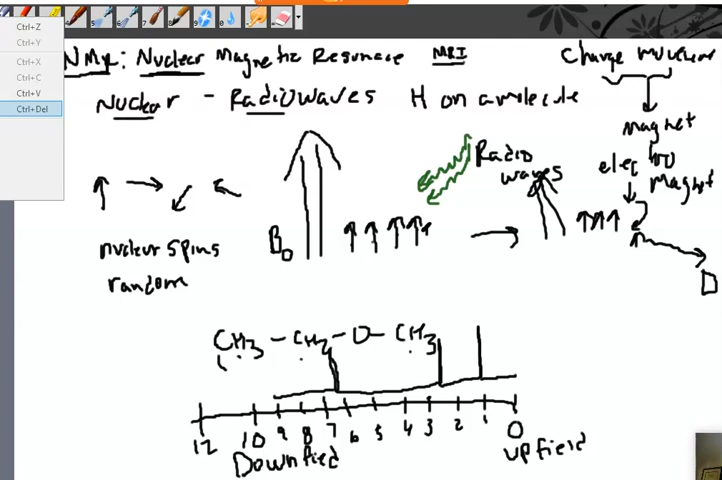 Ctrl+Z
Ctrl+Y
Ctrl+X
Ctrl+C
Ctrl+V
Ctrl+Del
NMR: Nuclear Magnetic Resonance MRI
Nuclear - Radiowaves H on a molecule
Charge movement
magnet
electro
magnet
Radio
waves
B₀
nuclear spins
random
D
CH₃ - CH₂ - O - CH₃
12 10 9 8 7 6 5 4 3 2 1 0
Downfield upfield